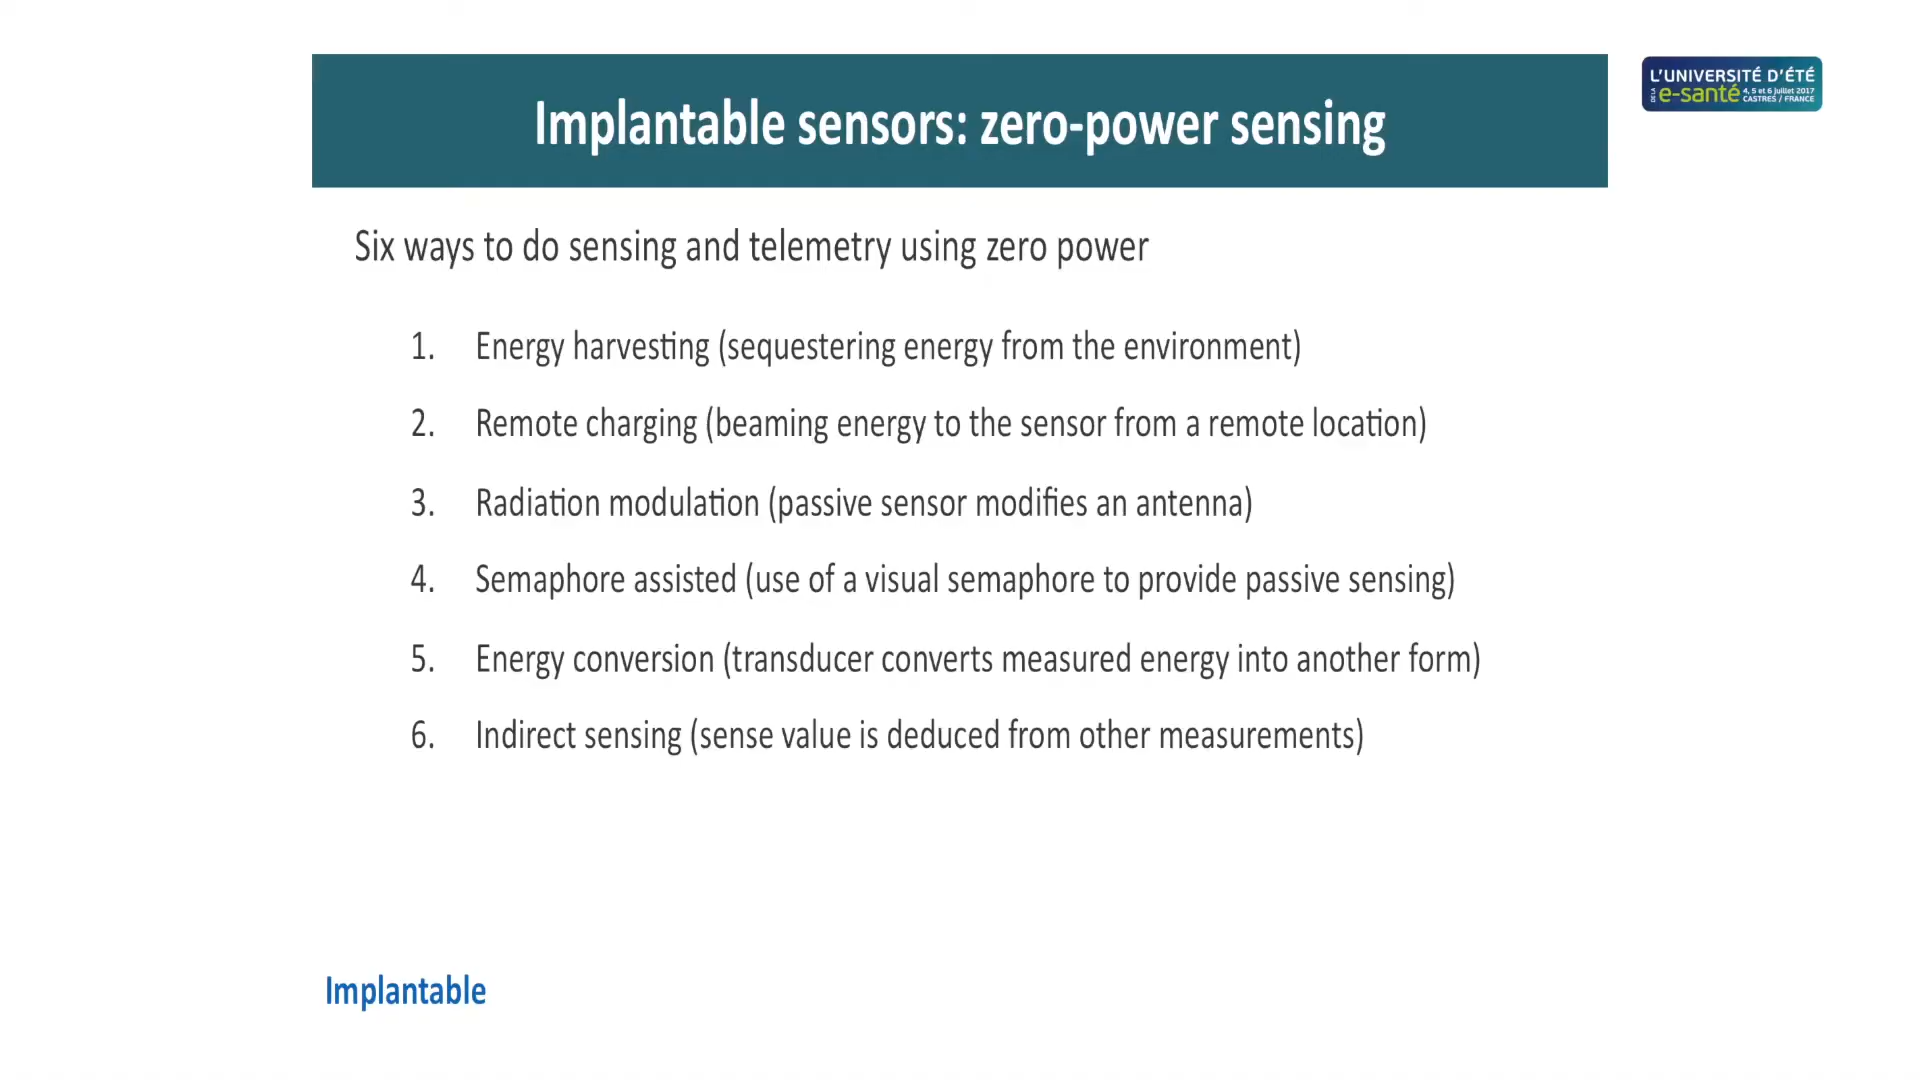 Implantable sensors: zero-power sensing
L'UNIVERSITÉ D'ÉTÉ
DE LA e-santé 4, 5 et 6 juillet 2017
CASTRES / FRANCE
Six ways to do sensing and telemetry using zero power
1. Energy harvesting (sequestering energy from the environment)
2. Remote charging (beaming energy to the sensor from a remote location)
3. Radiation modulation (passive sensor modifies an antenna)
4. Semaphore assisted (use of a visual semaphore to provide passive sensing)
5. Energy conversion (transducer converts measured energy into another form)
6. Indirect sensing (sense value is deduced from other measurements)
Implantable